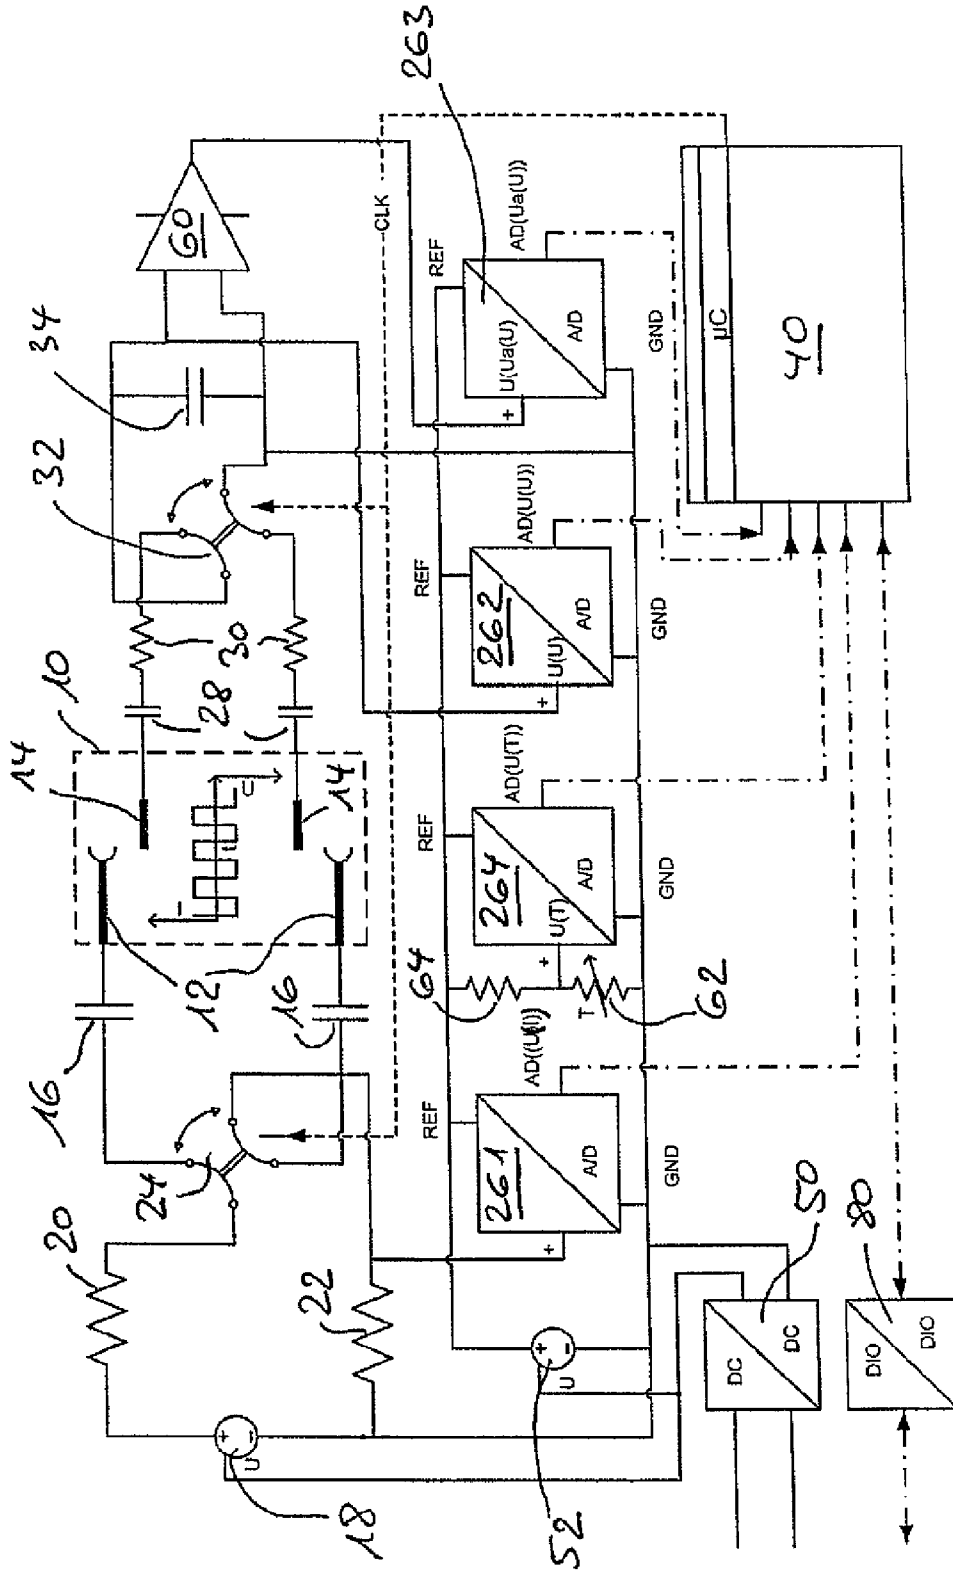 20
18
16
24
16
12
10
14
14
28
30
32
34
60
I
t
U
+
-
U
22
CLK
+
-
U
52
REF
261
A/D
+
GND
AD((U(I))
64
T
62
REF
264
U(T)
A/D
+
GND
AD(U(T))
REF
262
U(U)
A/D
+
GND
AD(U(U))
REF
263
U(Ua(U)
A/D
+
GND
AD(Ua(U))
µC
40
DC
DC
50
DIO
DIO
80